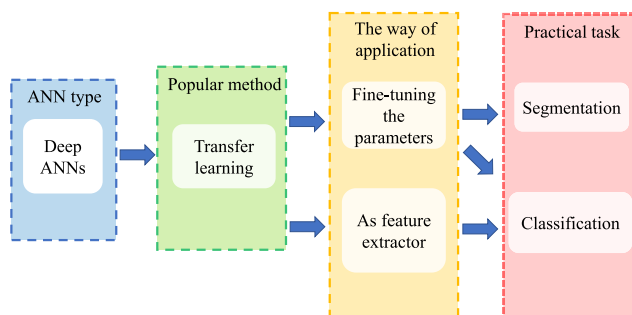 ANN type
Deep
ANNs
Popular method
Transfer
learning
The way of
application
Fine-tuning
the
parameters
As feature
extractor
Practical task
Segmentation
Classification